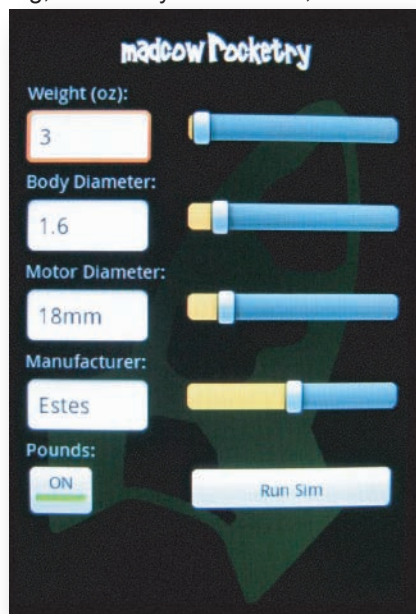 madcow Rocketry
Weight (oz):
3
Body Diameter:
1.6
Motor Diameter:
18mm
Manufacturer:
Estes
Pounds:
ON
Run Sim